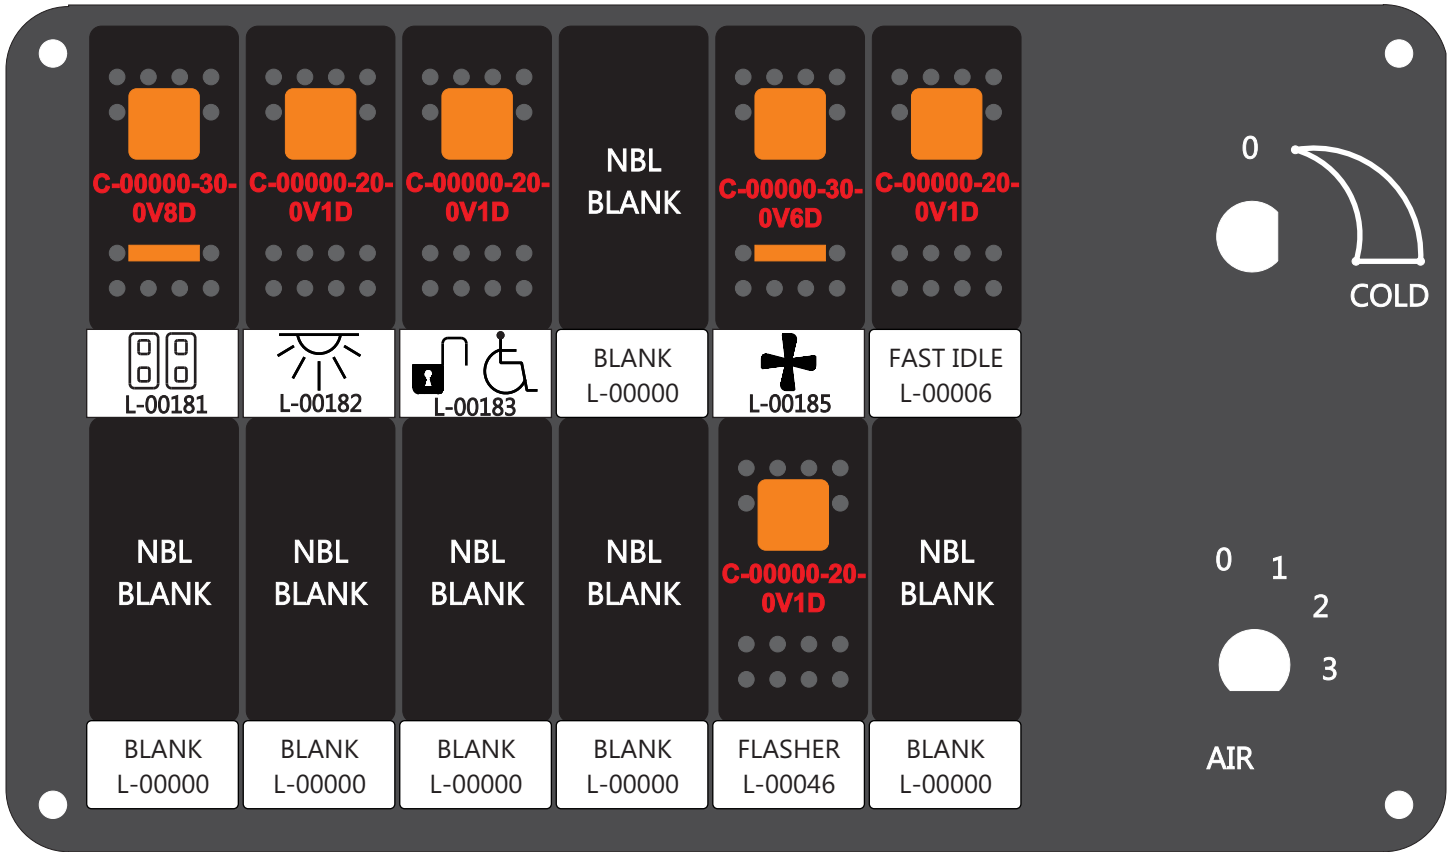 C-00000-30-
0V8D
C-00000-20-
0V1D
C-00000-20-
0V1D
NBL
BLANK
C-00000-30-
0V6D
C-00000-20-
0V1D
0
COLD
L-00181
L-00182
L-00183
BLANK
L-00000
L-00185
FAST IDLE
L-00006
NBL
BLANK
NBL
BLANK
NBL
BLANK
NBL
BLANK
C-00000-20-
0V1D
NBL
BLANK
0
1
2
3
AIR
BLANK
L-00000
BLANK
L-00000
BLANK
L-00000
BLANK
L-00000
FLASHER
L-00046
BLANK
L-00000